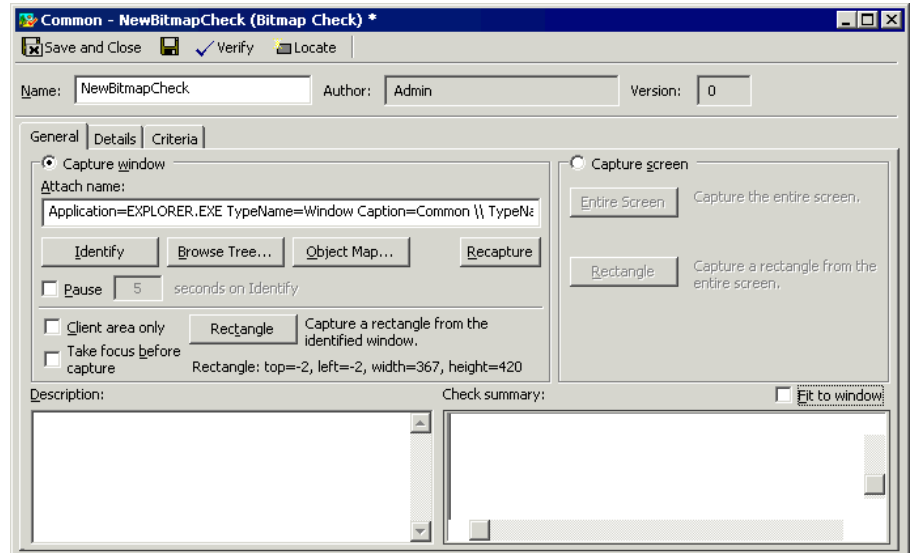 Common - NewBitmapCheck (Bitmap Check) *
Save and Close Verify Locate
Name: NewBitmapCheck Author: Admin Version: 0
General Details Criteria
Capture window
Attach name:
Application=EXPLORER.EXE TypeName=Window Caption=Common \\ TypeNa
Identify Browse Tree... Object Map... Recapture
Pause 5 seconds on Identify
Client area only
Take focus before
capture
Rectangle
Capture a rectangle from the
identified window.
Rectangle: top=-2, left=-2, width=367, height=420
Capture screen
Entire Screen Capture the entire screen.
Rectangle
Capture a rectangle from the
entire screen.
Description:
Check summary:
Fit to window